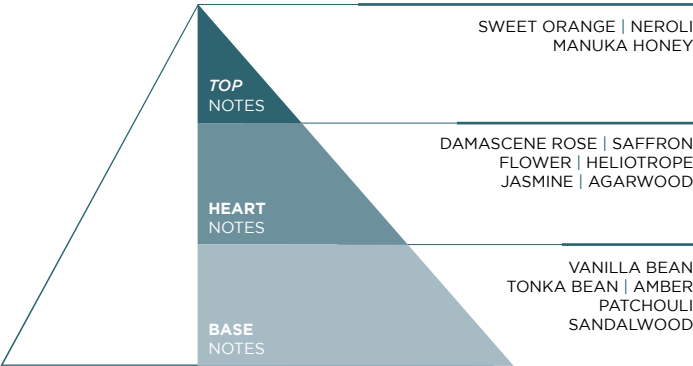 SWEET ORANGE | NEROLI
MANUKA HONEY
TOP
NOTES
DAMASCENE ROSE | SAFFRON
FLOWER | HELIOTROPE
JASMINE | AGARWOOD
HEART
NOTES
VANILLA BEAN
TONKA BEAN | AMBER
PATCHOULI
SANDALWOOD
BASE
NOTES